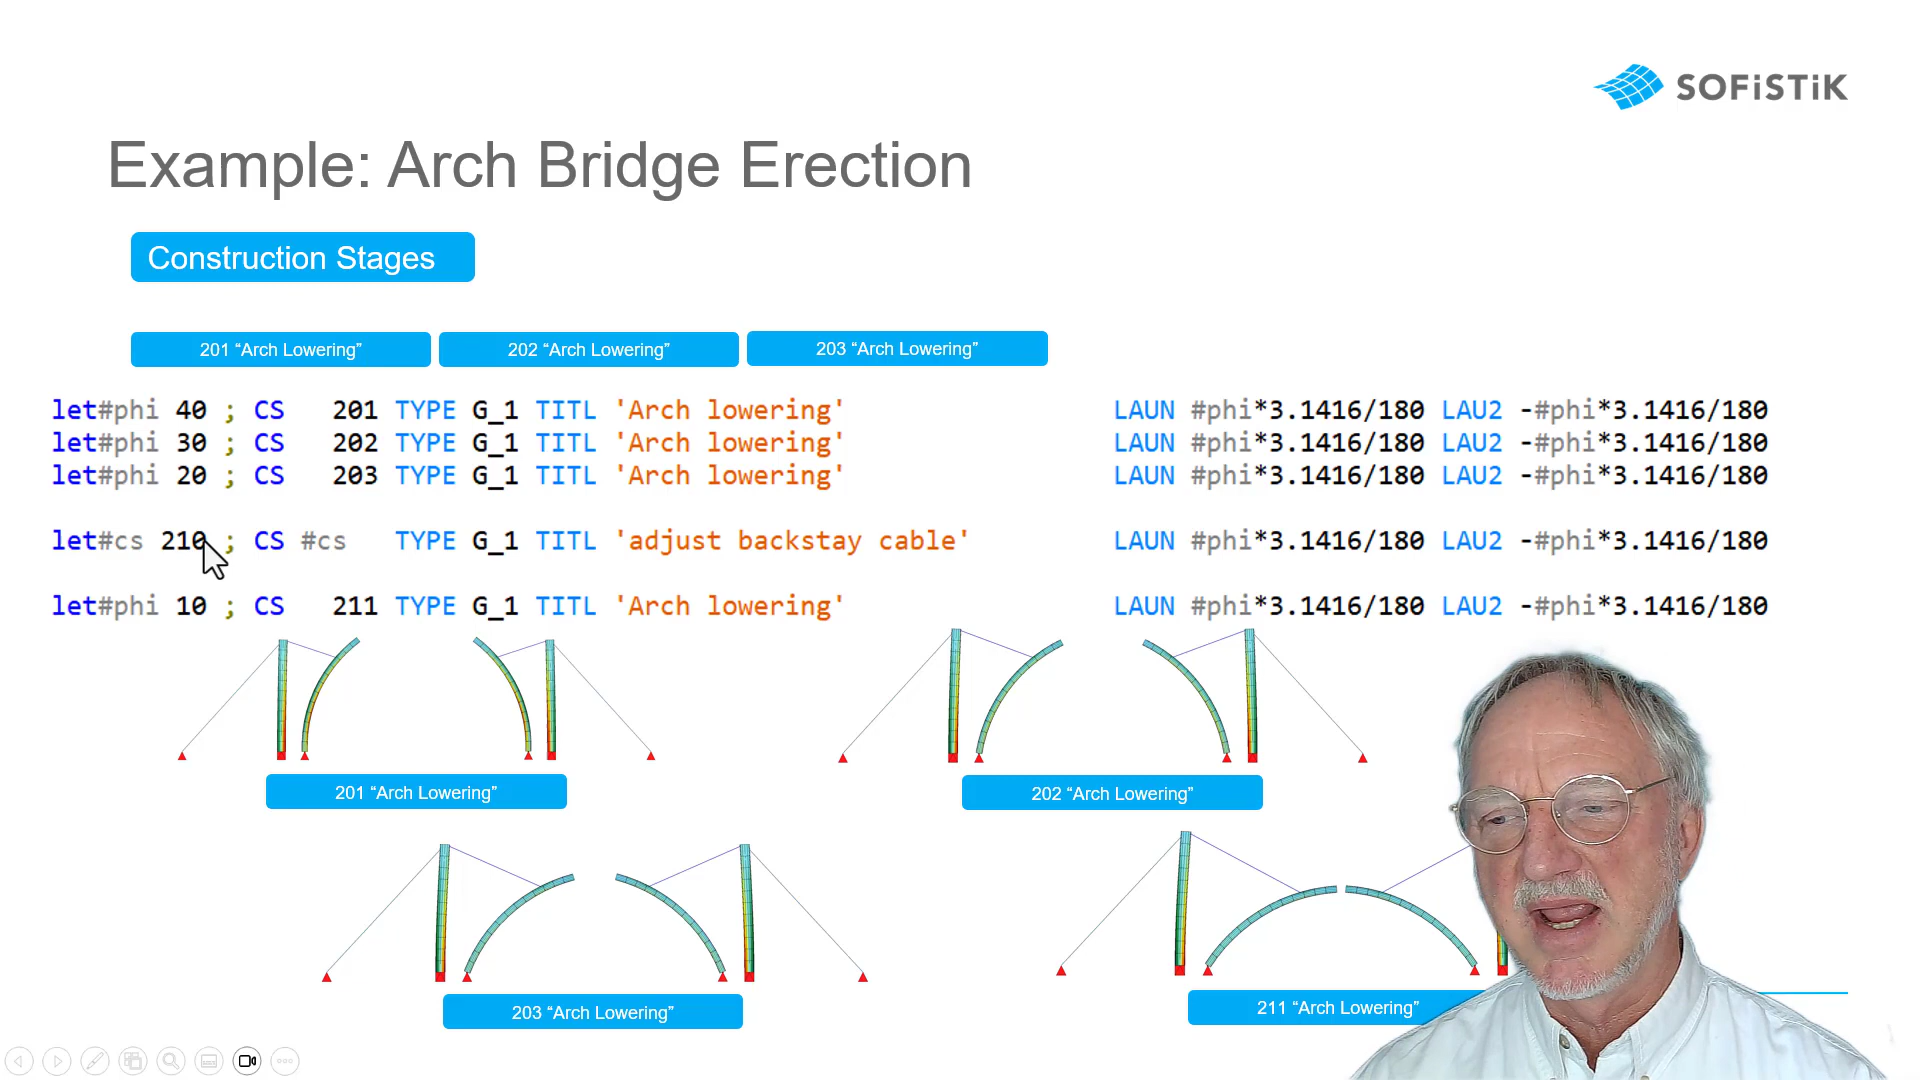 SOFiSTiK
Example: Arch Bridge Erection
Construction Stages
201 “Arch Lowering” 202 “Arch Lowering” 203 “Arch Lowering”
let#phi 40 ; CS 201 TYPE G_1 TITL 'Arch lowering' LAUN #phi*3.1416/180 LAU2 -#phi*3.1416/180
let#phi 30 ; CS 202 TYPE G_1 TITL 'Arch lowering' LAUN #phi*3.1416/180 LAU2 -#phi*3.1416/180
let#phi 20 ; CS 203 TYPE G_1 TITL 'Arch lowering' LAUN #phi*3.1416/180 LAU2 -#phi*3.1416/180
let#cs 210 ; CS #cs TYPE G_1 TITL 'adjust backstay cable' LAUN #phi*3.1416/180 LAU2 -#phi*3.1416/180
let#phi 10 ; CS 211 TYPE G_1 TITL 'Arch lowering' LAUN #phi*3.1416/180 LAU2 -#phi*3.1416/180
201 “Arch Lowering” 202 “Arch Lowering”
203 “Arch Lowering” 211 “Arch Lowering”